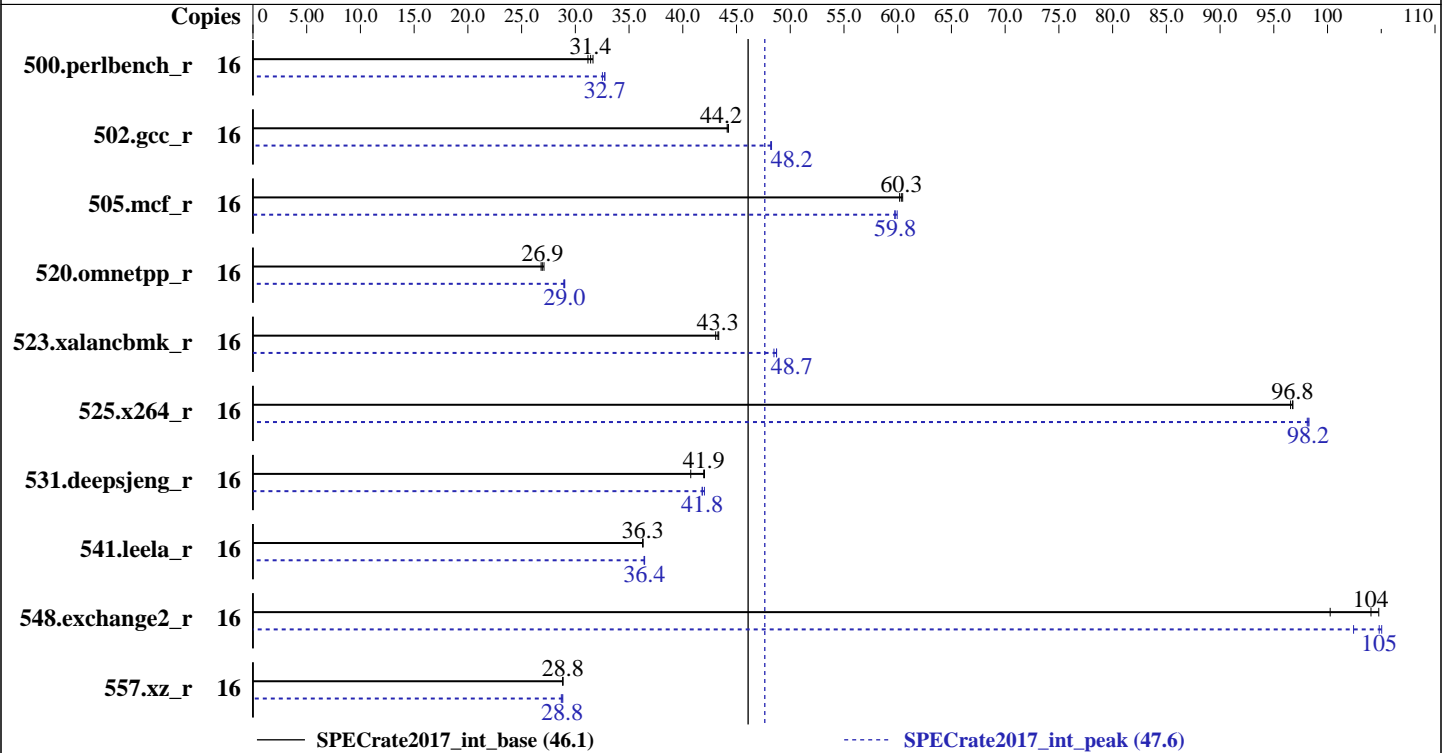 Copies 0 5.00 10.0 15.0 20.0 25.0 30.0 35.0 40.0 45.0 50.0 55.0 60.0 65.0 70.0 75.0 80.0 85.0 90.0 95.0 100 110
31.4
500.perlbench_r 16
32.7
44.2
502.gcc_r 16
48.2
60.3
505.mcf_r 16
59.8
26.9
520.omnetpp_r 16
29.0
43.3
523.xalancbmk_r 16
48.7
96.8
525.x264_r 16
98.2
41.9
531.deepsjeng_r 16
41.8
36.3
541.leela_r 16
36.4
104
548.exchange2_r 16
105
28.8
557.xz_r 16
28.8
SPECrate2017_int_base (46.1) SPECrate2017_int_peak (47.6)